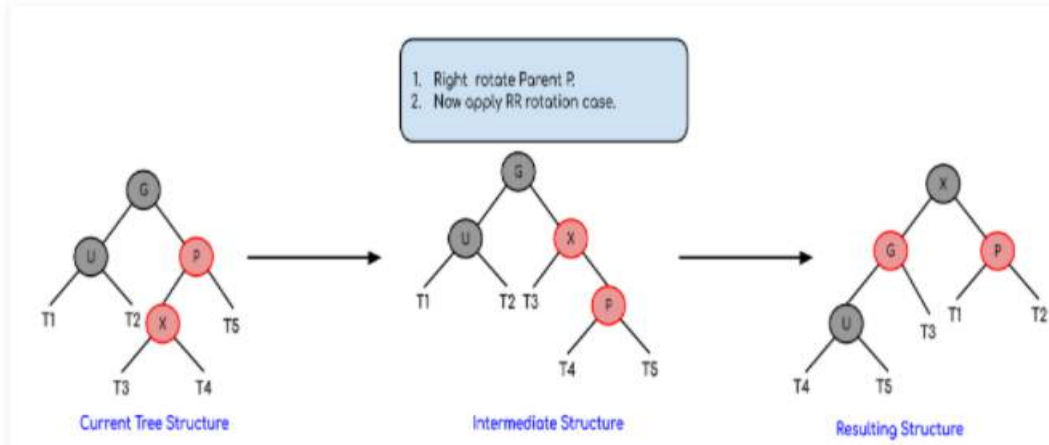 1. Right rotate Parent P.
2. Now apply RR rotation case.
G
U
P
X
T1
T2
T3
T4
T5
Current Tree Structure
G
U
X
P
T1
T2
T3
T4
T5
Intermediate Structure
X
G
P
U
T3
T1
T2
T4
T5
Resulting Structure